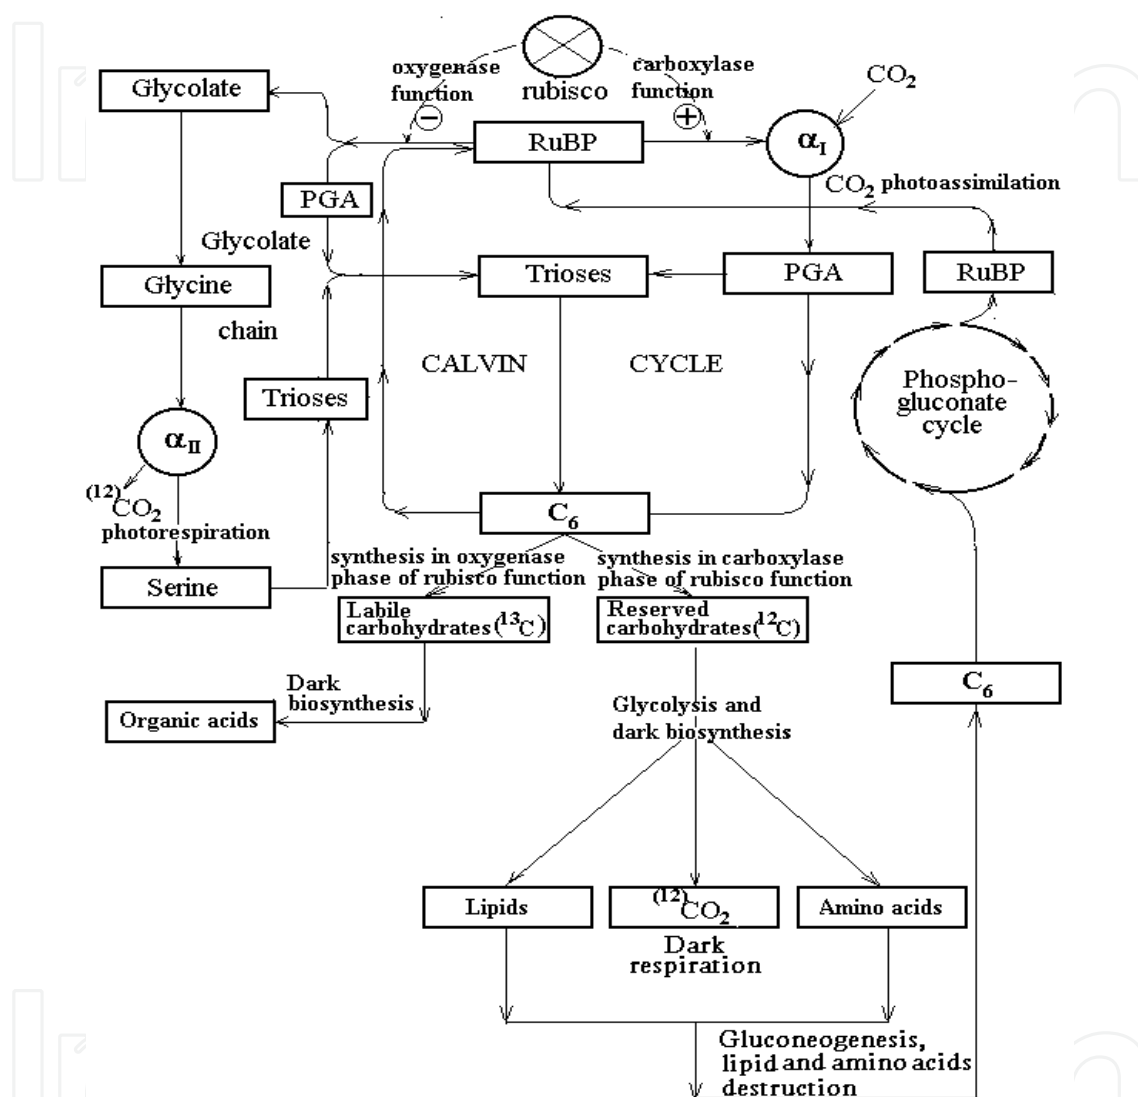 oxygenase
function
−
rubisco
carboxylase
function
+
CO2
Glycolate
RuBP
αI
CO2 photoassimilation
PGA
Glycolate
Glycine
chain
Trioses
PGA
RuBP
CALVIN CYCLE
Phospho-
gluconate
cycle
Trioses
αII
(12)CO2
photorespiration
Serine
C6
synthesis in oxygenase
phase of rubisco function
synthesis in carboxylase
phase of rubisco function
Labile
carbohydrates(13C)
Reserved
carbohydrates(12C)
C6
Dark
biosynthesis
Organic acids
Glycolysis and
dark biosynthesis
Lipids
(12)CO2
Amino acids
Dark
respiration
Gluconeogenesis,
lipid and amino acids
destruction